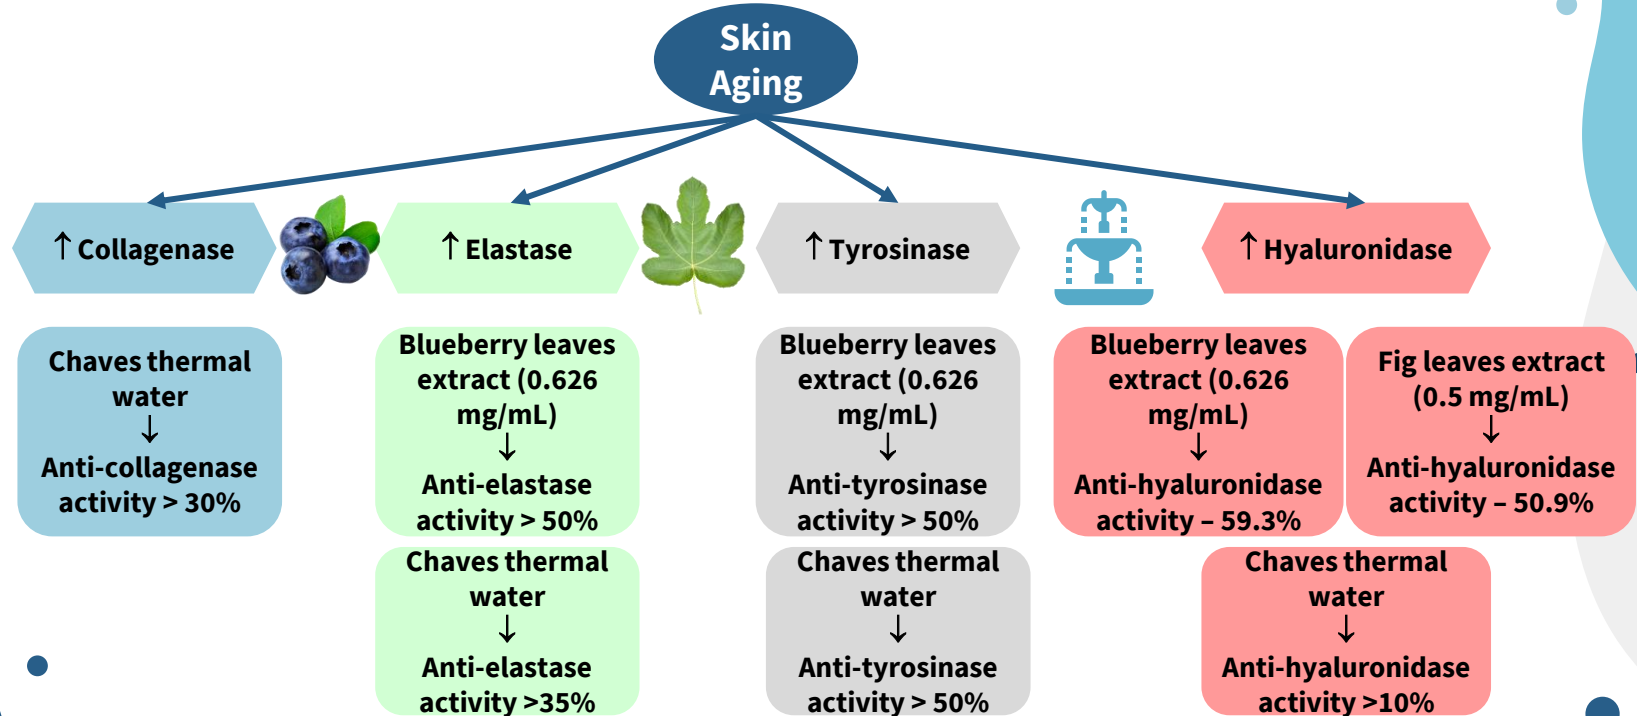 Skin
Aging
↑ Collagenase
↑ Elastase
↑ Tyrosinase
↑ Hyaluronidase
Chaves thermal
water
↓
Anti-collagenase
activity > 30%
Blueberry leaves
extract (0.626
mg/mL)
↓
Anti-elastase
activity > 50%
Blueberry leaves
extract (0.626
mg/mL)
↓
Anti-tyrosinase
activity > 50%
Blueberry leaves
extract (0.626
mg/mL)
↓
Anti-hyaluronidase
activity – 59.3%
Fig leaves extract
(0.5 mg/mL)
↓
Anti-hyaluronidase
activity – 50.9%
Chaves thermal
water
↓
Anti-elastase
activity >35%
Chaves thermal
water
↓
Anti-tyrosinase
activity > 50%
Chaves thermal
water
↓
Anti-hyaluronidase
activity >10%